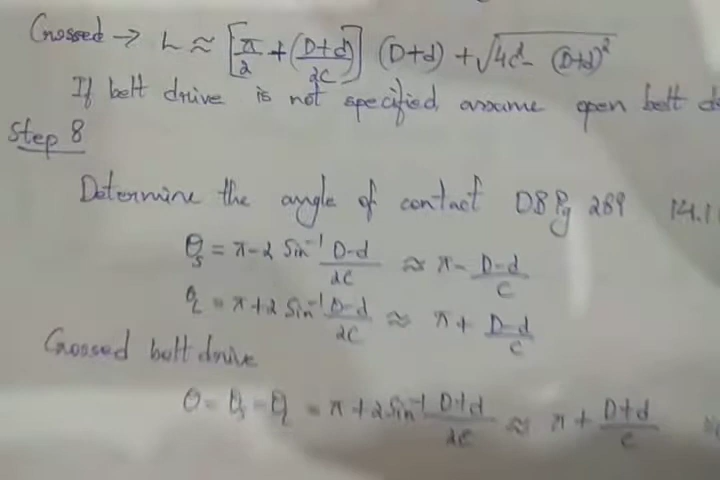 Crossed → L ≈ [π/2 + (D+d)/2C] (D+d) + √4C²- (D+d)²
If belt drive is not specified, assume open belt
Step 8
Determine the angle of contact DB Pg 289 14.1
θs = π-2 Sin⁻¹ D-d/2C ≈ π- D-d/C
θL = π+2 Sin⁻¹ D-d/2C ≈ π+ D-d/C
Crossed belt drive
θ = θs = θL = π+2Sin⁻¹ D+d/2C ≈ π+ D+d/C